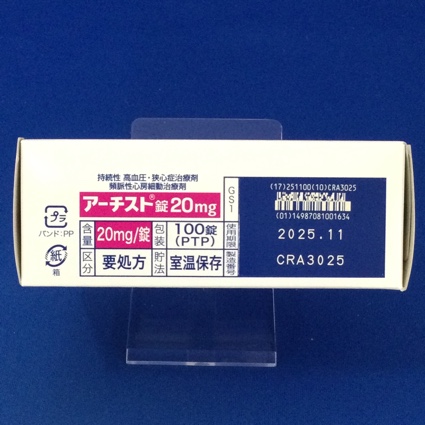 持続性 高血圧・狭心症治療剤
頻脈性心房細動治療剤
アーチスト®錠20mg
含量 20mg/錠 包装 100錠(PTP)
区分 要処方 貯法 室温保存
プラ
バンド:PP
紙
箱
GS1
(17)251100(10)CRA3025
(01)14987081001634
使用期限 2025.11
製造番号 CRA3025